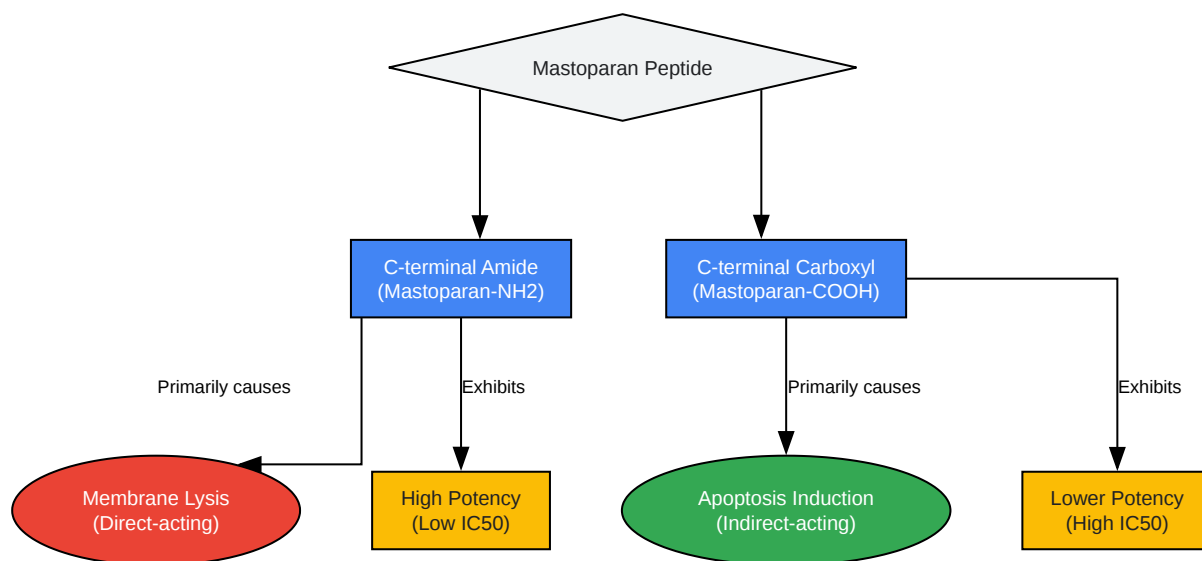 Mastoparan Peptide
C-terminal Amide
(Mastoparan-NH2)
C-terminal Carboxyl
(Mastoparan-COOH)
Primarily causes
Exhibits
Primarily causes
Exhibits
Membrane Lysis
(Direct-acting)
High Potency
(Low IC50)
Apoptosis Induction
(Indirect-acting)
Lower Potency
(High IC50)